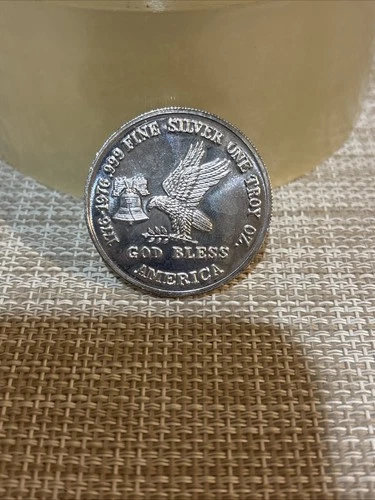 1776-1976 999 FINE SILVER ONE TROY OZ.
GOD BLESS
AMERICA